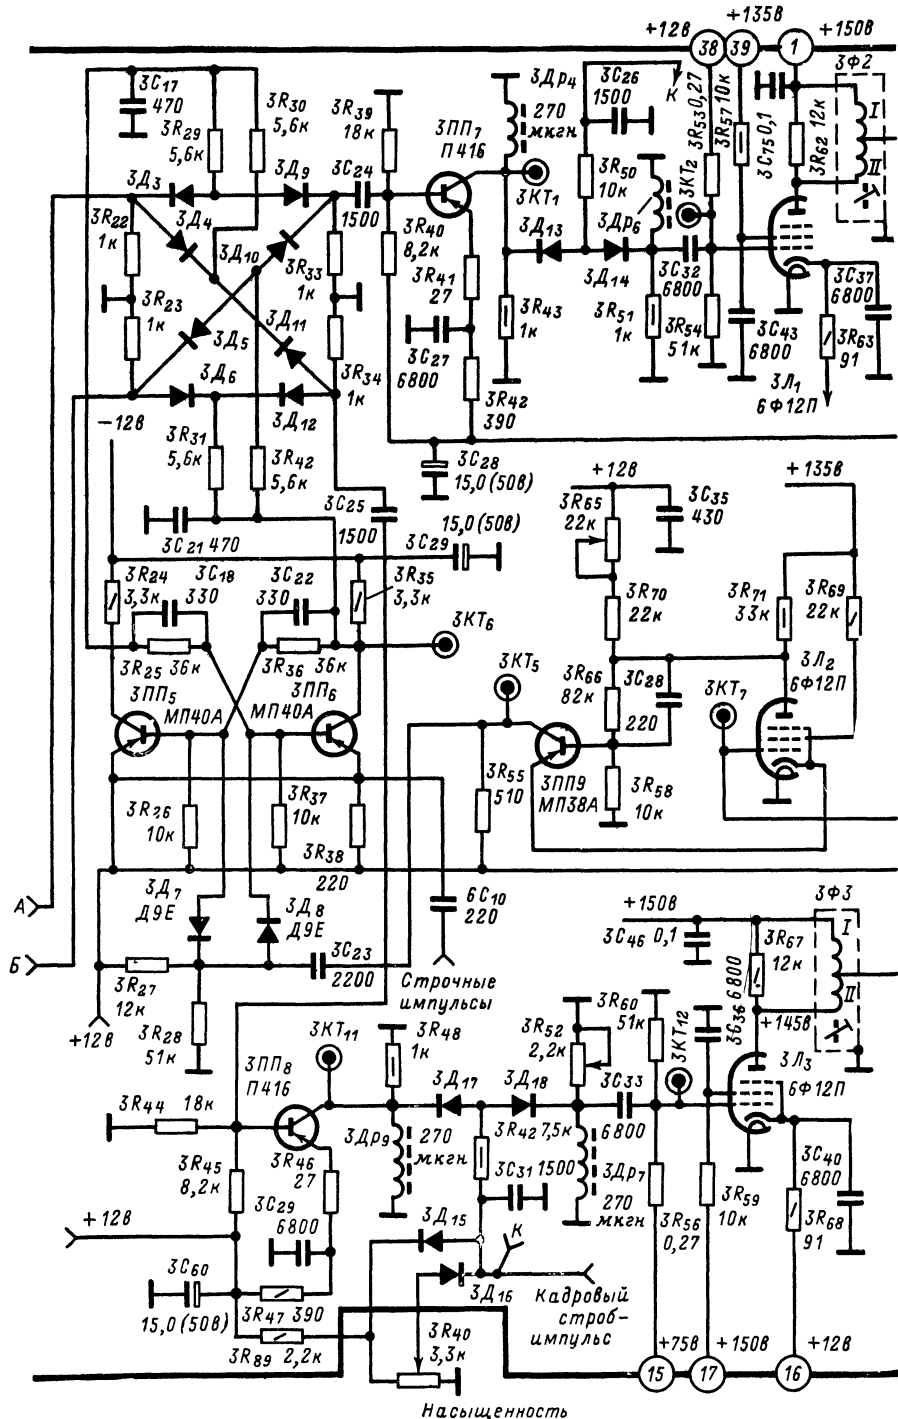 +12В
+135В
+150В
38
39
1
3Ф2
3С17
470
3R30
5,6к
3R29
5,6к
3R39
18к
3ПП7
П416
3Др4
270
мкгн
3С26
1500
К
3R53 0,27
3R57 10к
3С75 0,1
3R62 12к
I
II
3Д3
3Д9
3С24
1500
3КТ1
3R50
10к
3Др6
3КТ2
3R22
1к
3Д4
3Д10
3R33
1к
3R40
8,2к
3R41
27
3Д13
3Д14
3С32
6800
3С37
6800
3R23
1к
3Д5
3Д11
3С27
6800
3R43
1к
3R51
1к
3R54
51к
3С43
6800
3R63
91
3Д6
3Д12
3R34
1к
3R42
390
3Л1
6Ф12П
−12В
3R31
5,6к
3R42
5,6к
3С28
15,0 (50В)
3С25
1500
3С21 470
15,0 (50В)
3С29
+12В
3R65
22к
3С35
430
+135В
3R24
3,3к
3С18
330
3С22
330
3R35
3,3к
3R70
22к
3R71
33к
3R69
22к
3КТ6
3R25
36к
3R36
36к
3КТ5
3R66
82к
3С28
220
3Л2
6Ф12П
3КТ7
3ПП5
МП40А
3ПП6
МП40А
3R55
510
3ПП9
МП38А
3R58
10к
3R26
10к
3R37
10к
3R38
220
А
3Д7
Д9Е
3Д8
Д9Е
6С10
220
+150В
3С46 0,1
3Ф3
I
II
3R67
12к
3С36 6800
+145В
Б
3R27
12к
3С23
2200
Строчные
импульсы
+12В
3R28
51к
3КТ11
3R48
1к
3R52
2,2к
3R60
51к
3КТ12
3Л3
6Ф12П
3ПП8
П416
3Д17
3Д18
3С33
6800
3R44
18к
3Др9
270
мкгн
3R42 7,5к
3R45
8,2к
3R46
27
3С31
1500
3Др7
270
мкгн
3R59
10к
3С40
6800
3С29
6800
3R56
0,27
3R68
91
+12В
3Д15
К
3С60
15,0 (50В)
3R47 390
3Д16
Кадровый
строб-
импульс
3R89 2,2к
3R40
3,3к
+75В
+150В
+12В
15
17
16
Насыщенность